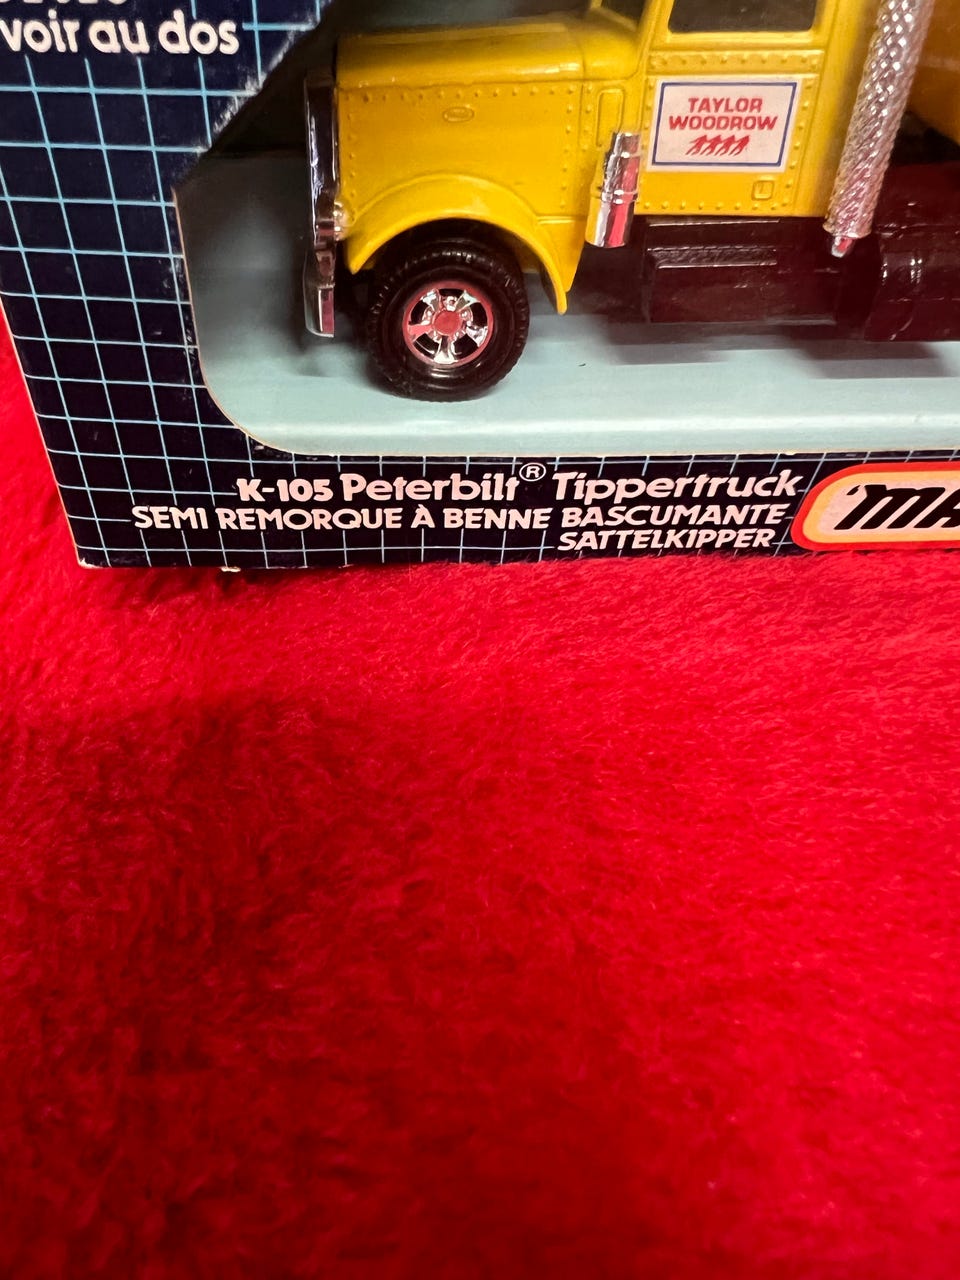 voir au dos
TAYLOR
WOODROW
K-105 Peterbilt® Tippertruck
SEMI REMORQUE À BENNE BASCUMANTE
SATTELKIPPER